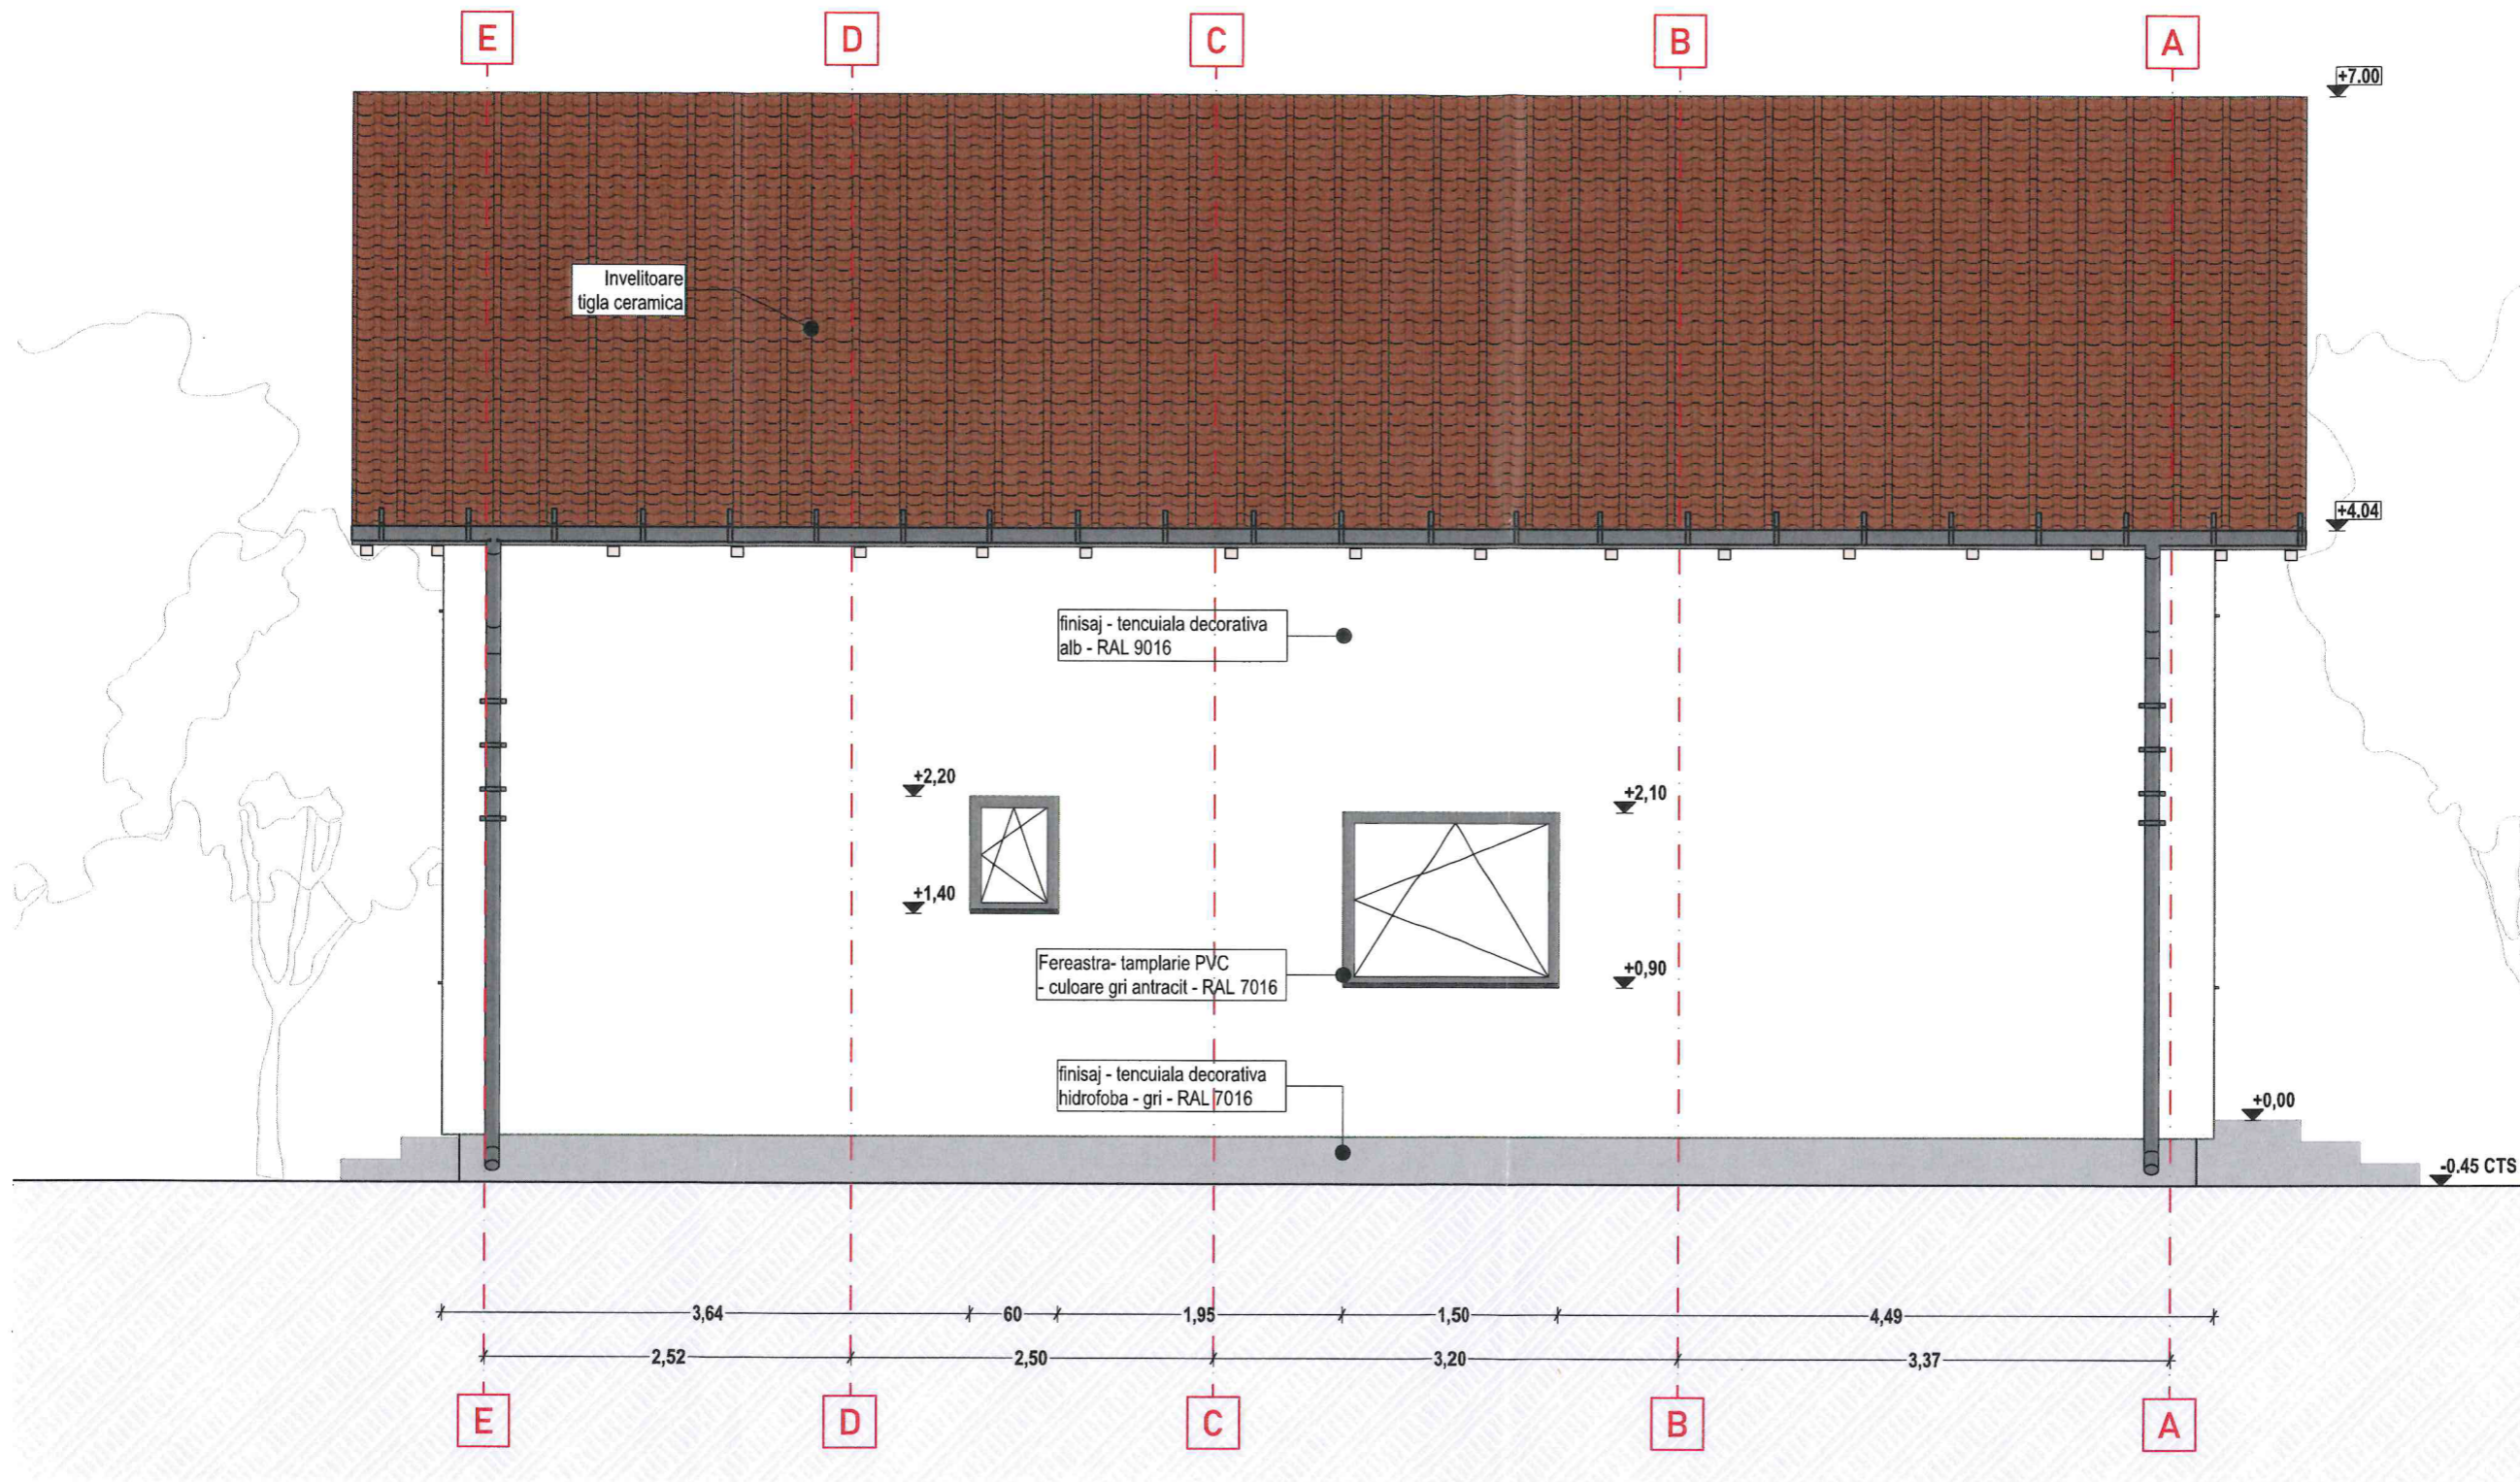 E
D
C
B
A
+7.00
Invelitoare
tigla ceramica
+4.04
finisaj - tencuiala decorativa
alb - RAL 9016
+2,20
+2,10
+1,40
Fereastra- tamplarie PVC
- culoare gri antracit - RAL 7016
+0,90
finisaj - tencuiala decorativa
hidrofoba - gri - RAL 7016
+0,00
-0.45 CTS
3,64
60
1,95
1,50
4,49
2,52
2,50
3,20
3,37
E
D
C
B
A